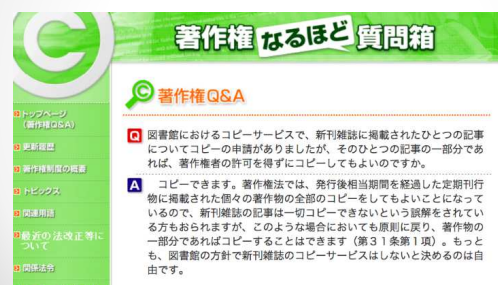 著作権なるほど質問箱
著作権Q&A
トップページ
(著作権Q&A)
更新履歴
著作権制度の概要
トピックス
関連用語
最近の法改正等に
ついて
関係法令
Q 図書館におけるコピーサービスで、新刊雑誌に掲載されたひとつの記事
についてコピーの申請がありましたが、そのひとつの記事の一部分であ
れば、著作権者の許可を得ずにコピーしてもよいのですか。
A コピーできます。著作権法では、発行後相当期間を経過した定期刊行
物に掲載された個々の著作物の全部のコピーをしてもよいことになって
いるので、新刊雑誌の記事は一切コピーできないという誤解をされてい
る方もおられますが、このような場合においても原則に戻り、著作物の
一部分であればコピーすることはできます（第３１条第１項）。もっと
も、図書館の方針で新刊雑誌のコピーサービスはしないと決めるのは自
由です。